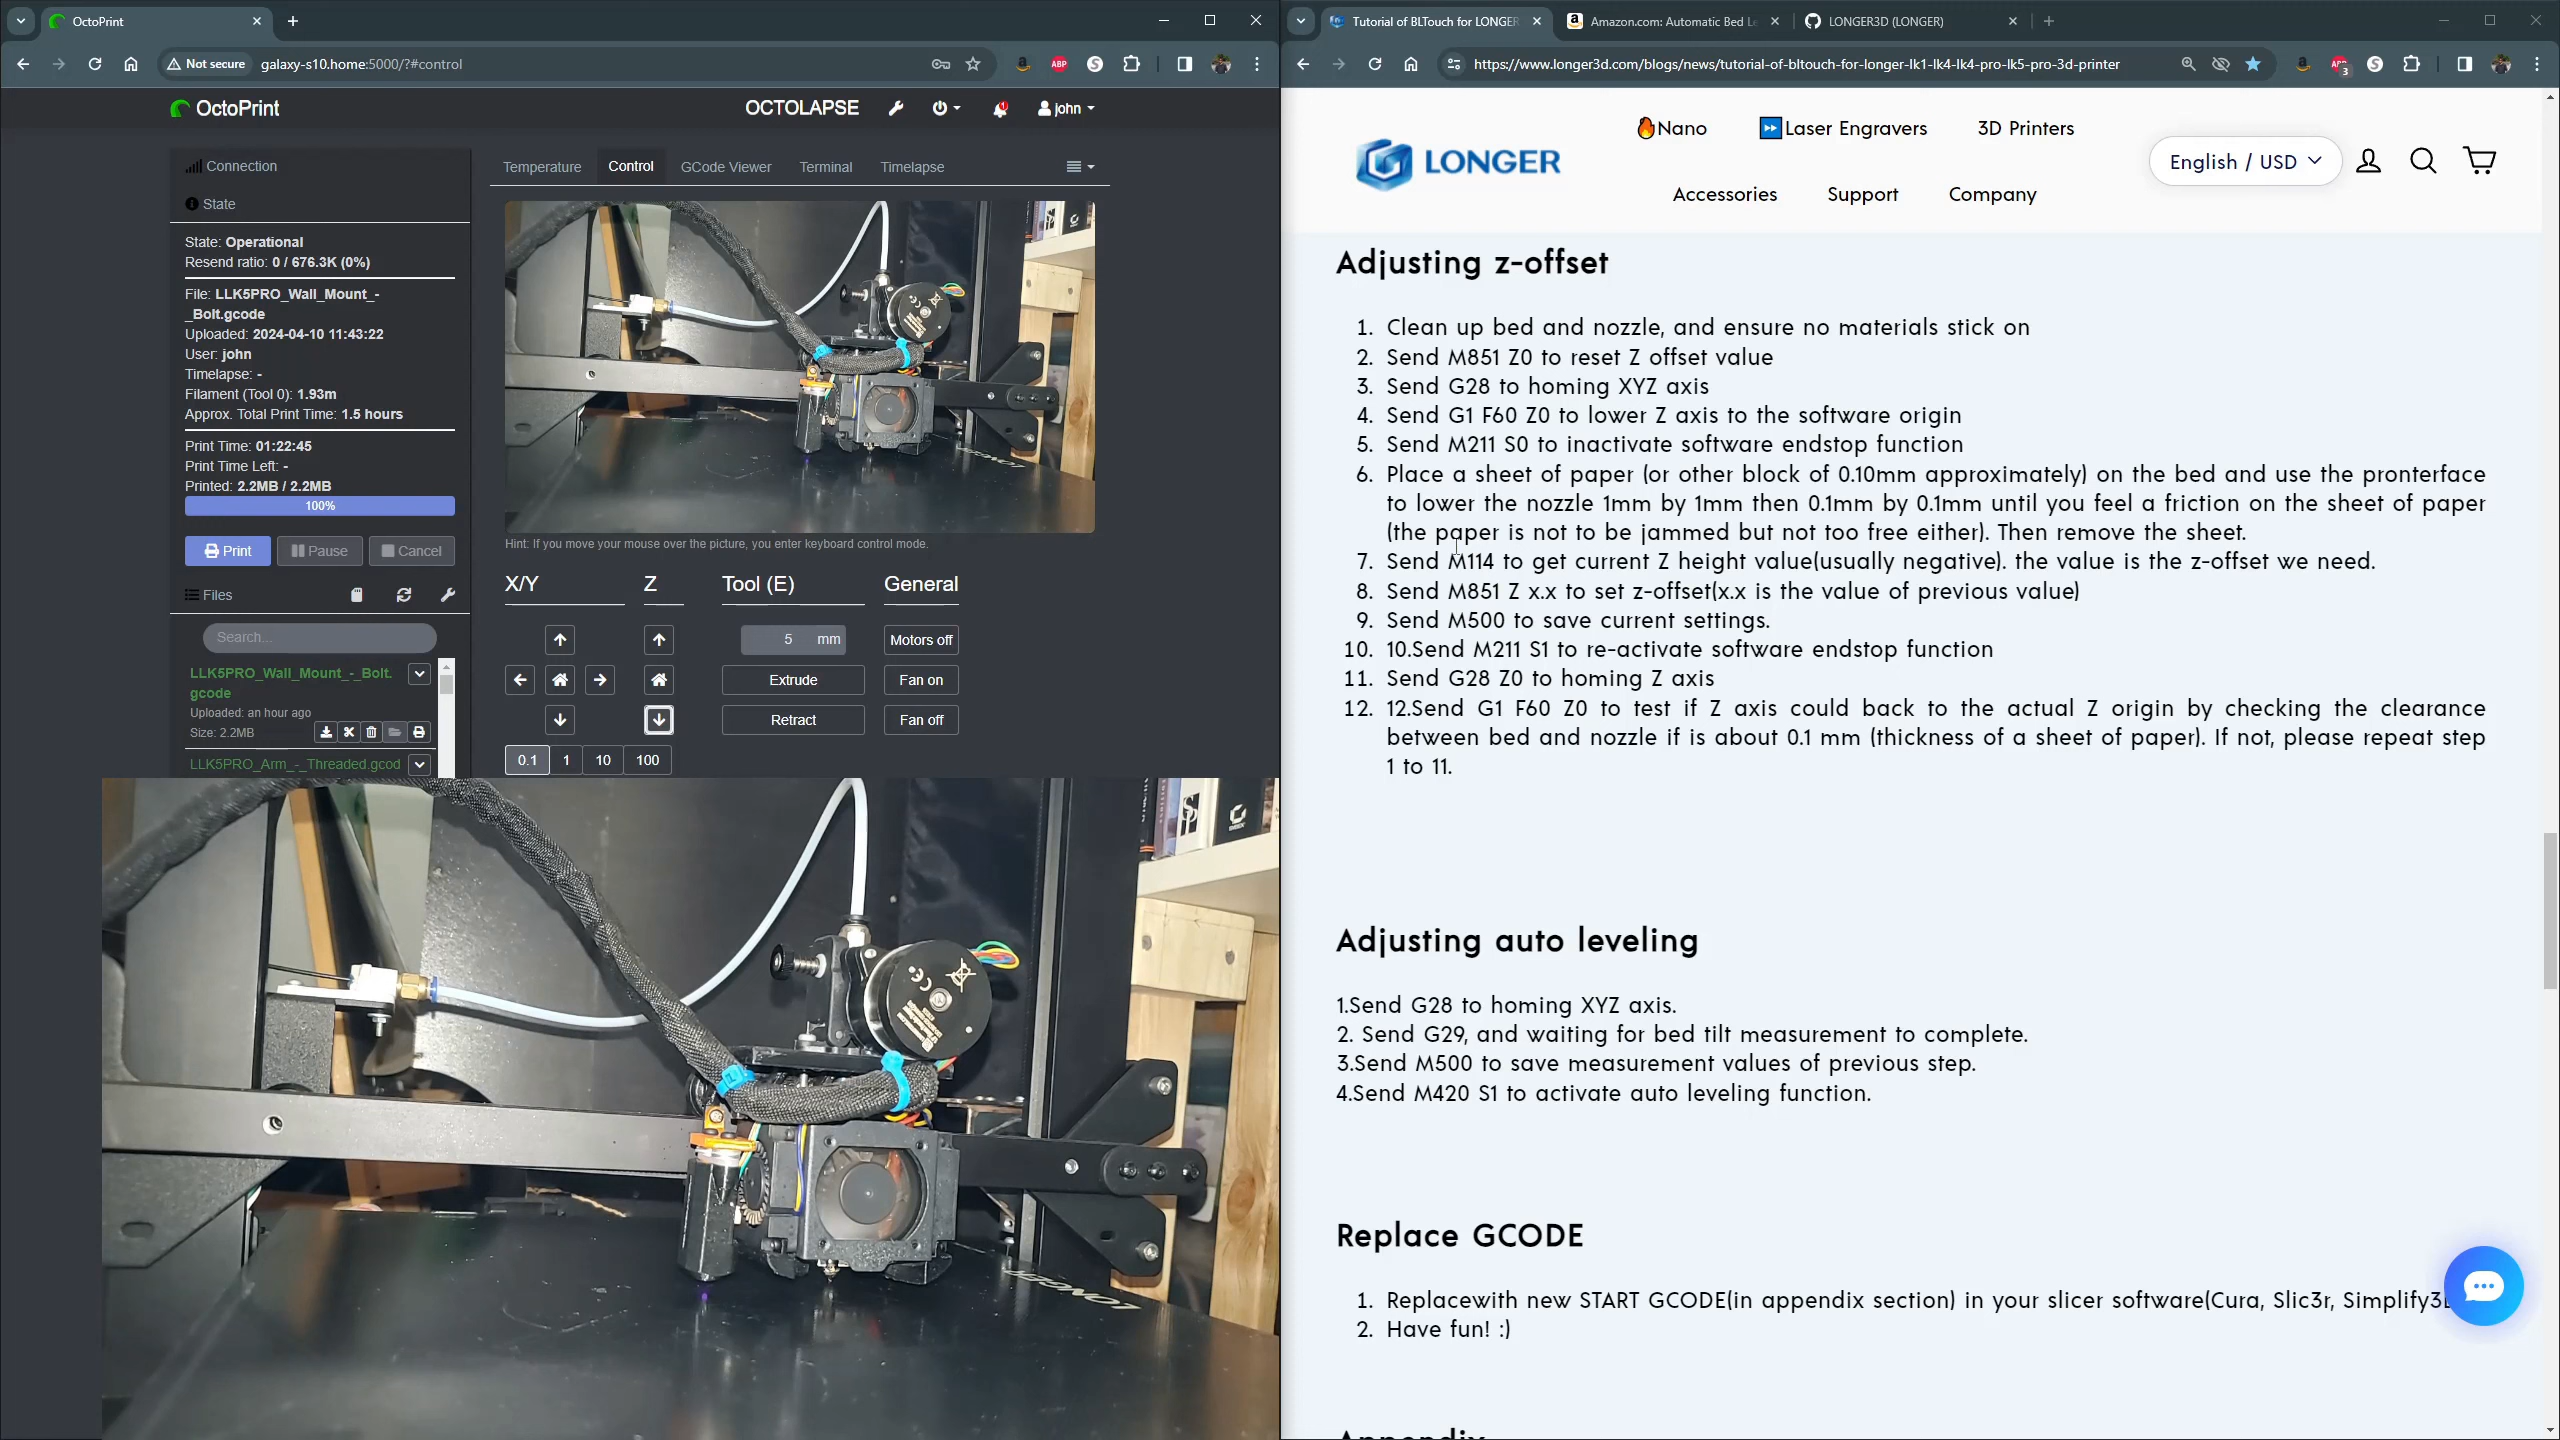 OctoPrint
Not secure galaxy-s10.home:5000/?#control
ABP
OctoPrint
OCTOLAPSE
1
john
Connection
State
State: Operational
Resend ratio: 0 / 676.3K (0%)
File: LLK5PRO_Wall_Mount_-
_Bolt.gcode
Uploaded: 2024-04-10 11:43:22
User: john
Timelapse: -
Filament (Tool 0): 1.93m
Approx. Total Print Time: 1.5 hours
Print Time: 01:22:45
Print Time Left: -
Printed: 2.2MB / 2.2MB
100%
Print Pause Cancel
Files
Search...
LLK5PRO_Wall_Mount_-_Bolt.
gcode
Uploaded: an hour ago
Size: 2.2MB
LLK5PRO_Arm_-_Threaded.gcod
Temperature Control GCode Viewer Terminal Timelapse
Hint: If you move your mouse over the picture, you enter keyboard control mode.
X/Y Z Tool (E) General
5 mm
Motors off
Extrude
Fan on
Retract
Fan off
0.1 1 10 100
LONGER
Tutorial of BLTouch for LONGER
Amazon.com: Automatic Bed Le
LONGER3D (LONGER)
https://www.longer3d.com/blogs/news/tutorial-of-bltouch-for-longer-lk1-lk4-lk4-pro-lk5-pro-3d-printer
3
LONGER
Nano Laser Engravers 3D Printers
Accessories Support Company
English / USD
Adjusting z-offset
1. Clean up bed and nozzle, and ensure no materials stick on
2. Send M851 Z0 to reset Z offset value
3. Send G28 to homing XYZ axis
4. Send G1 F60 Z0 to lower Z axis to the software origin
5. Send M211 S0 to inactivate software endstop function
6. Place a sheet of paper (or other block of 0.10mm approximately) on the bed and use the pronterface
to lower the nozzle 1mm by 1mm then 0.1mm by 0.1mm until you feel a friction on the sheet of paper
(the paper is not to be jammed but not too free either). Then remove the sheet.
7. Send M114 to get current Z height value(usually negative). the value is the z-offset we need.
8. Send M851 Z x.x to set z-offset(x.x is the value of previous value)
9. Send M500 to save current settings.
10. 10.Send M211 S1 to re-activate software endstop function
11. Send G28 Z0 to homing Z axis
12. 12.Send G1 F60 Z0 to test if Z axis could back to the actual Z origin by checking the clearance
between bed and nozzle if is about 0.1 mm (thickness of a sheet of paper). If not, please repeat step
1 to 11.
Adjusting auto leveling
1.Send G28 to homing XYZ axis.
2. Send G29, and waiting for bed tilt measurement to complete.
3.Send M500 to save measurement values of previous step.
4.Send M420 S1 to activate auto leveling function.
Replace GCODE
1. Replacewith new START GCODE(in appendix section) in your slicer software(Cura, Slic3r, Simplify3
2. Have fun! :)
Appendix